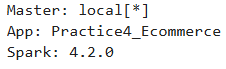 Master: local[*]
App: Practice4_Ecommerce
Spark: 4.2.0